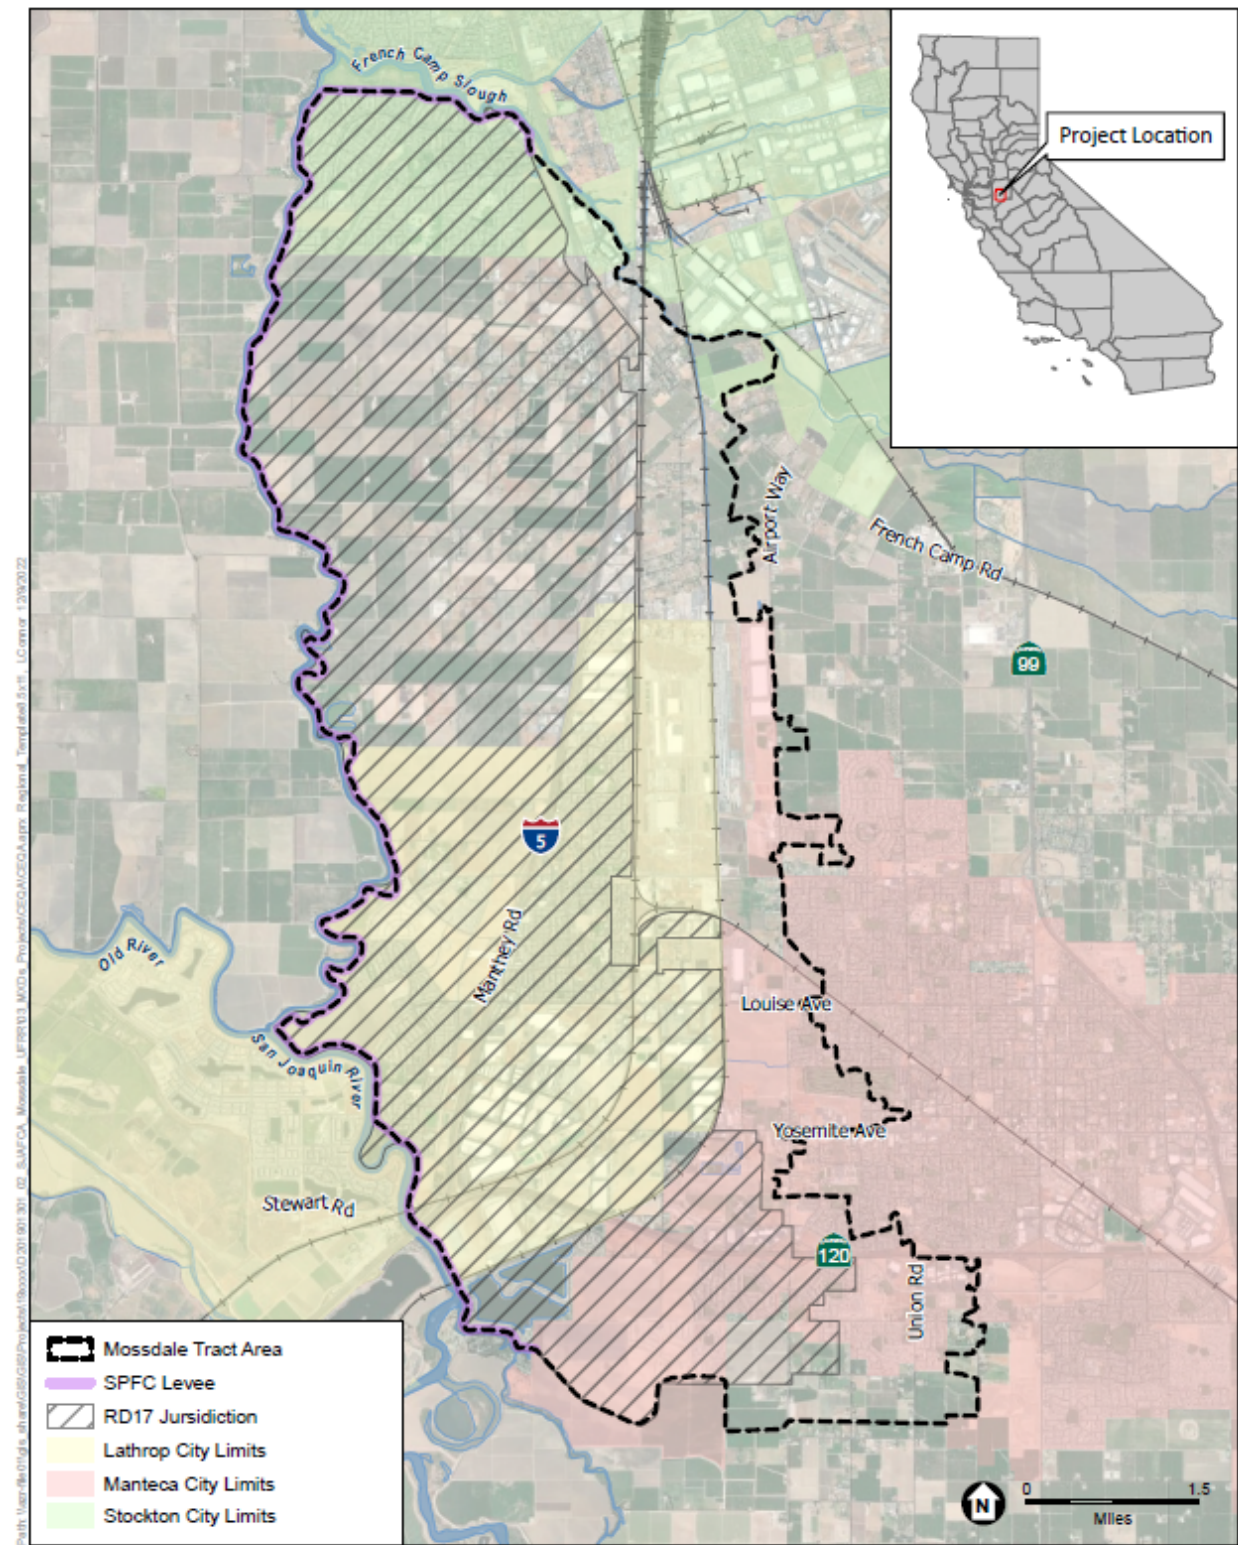 French Camp Slough
Project Location
Airport Way
French Camp Rd
99
5
Manthey Rd
Old River
Louise Ave
San Joaquin River
Yosemite Ave
Stewart Rd
120
Union Rd
Mossdale Tract Area
SPFC Levee
RD17 Jursidiction
Lathrop City Limits
Manteca City Limits
Stockton City Limits
N
0 1.5
Miles